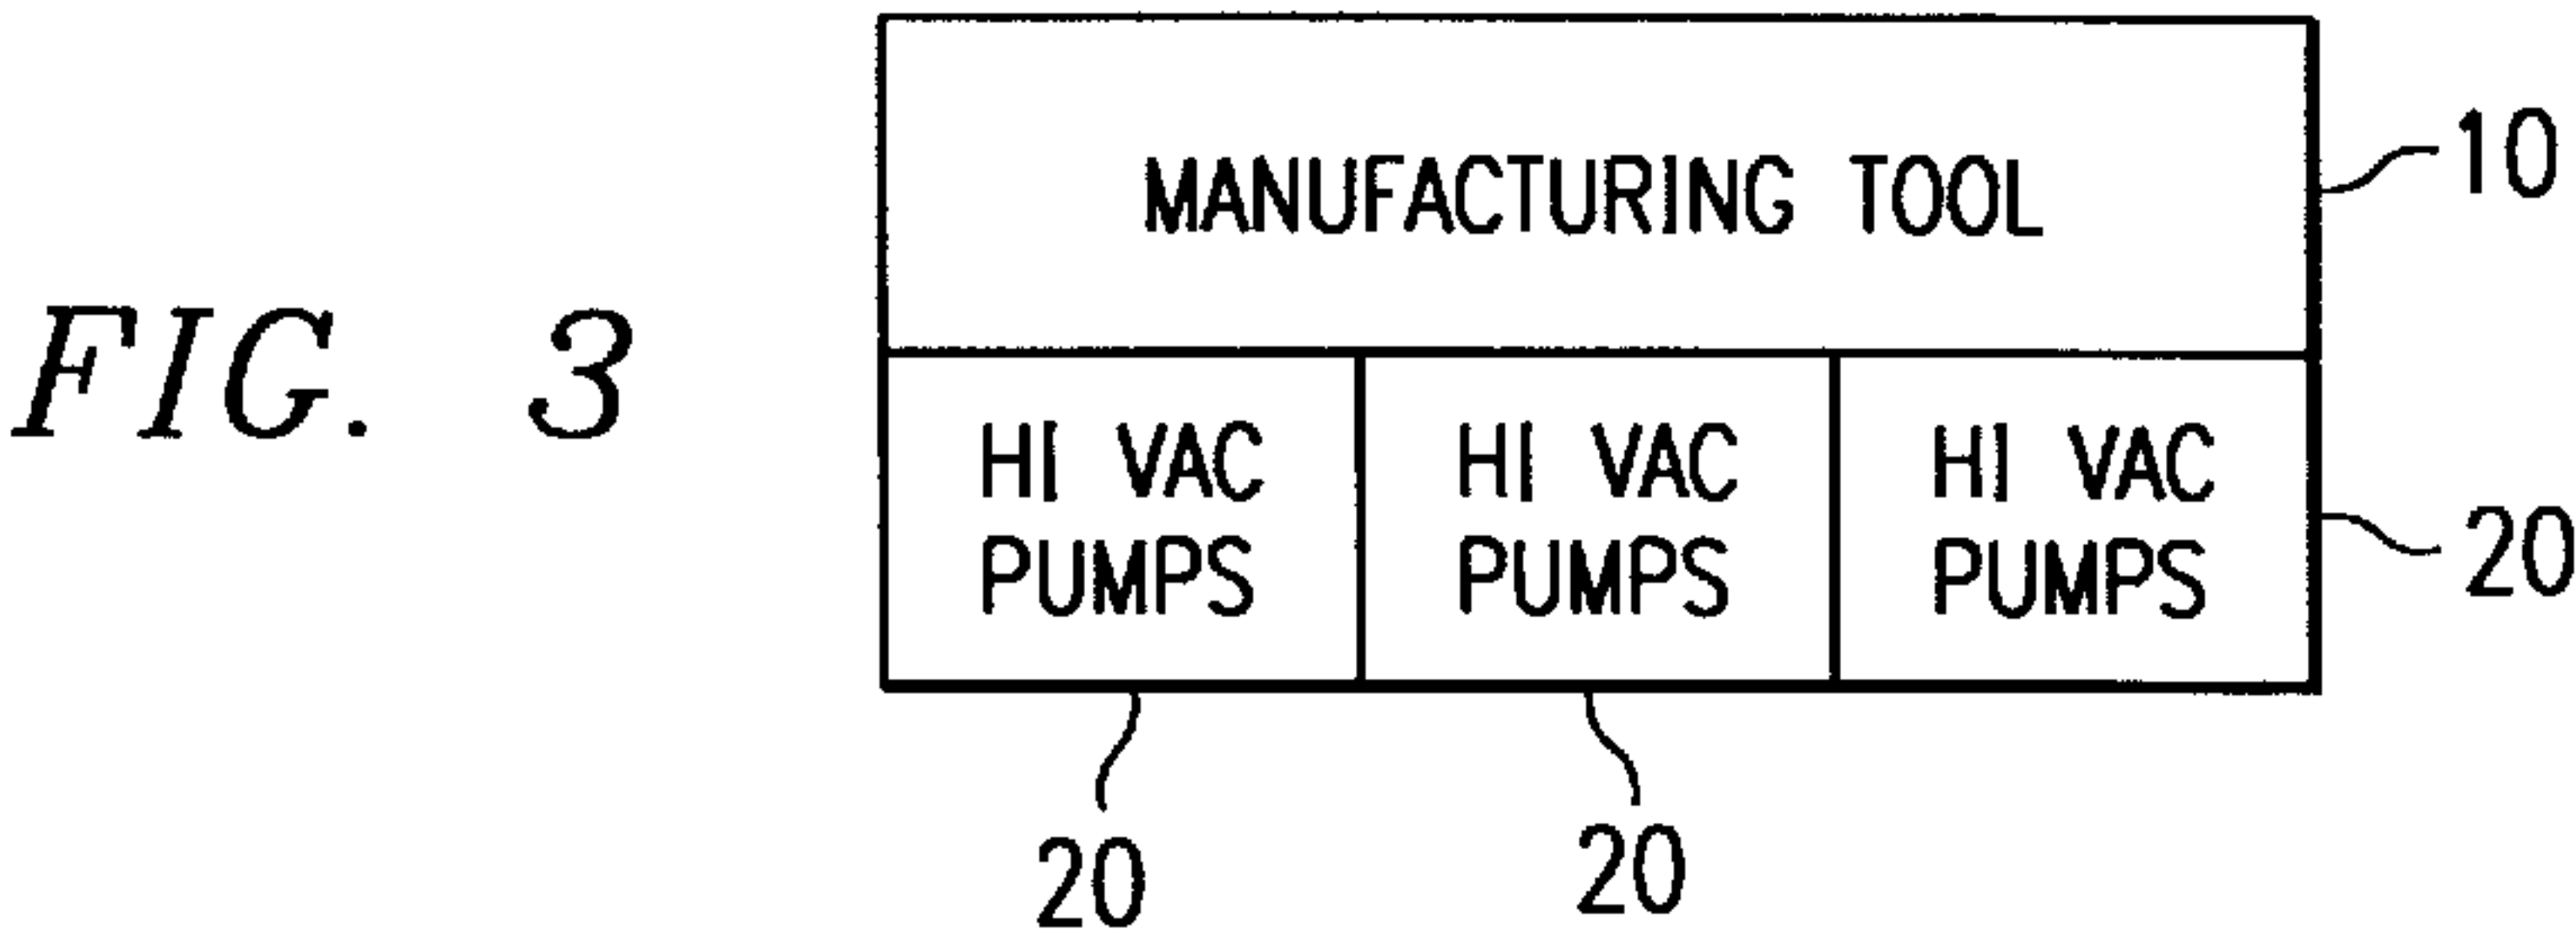 FIG. 3
MANUFACTURING TOOL
10
HI VAC
PUMPS
HI VAC
PUMPS
HI VAC
PUMPS
20
20
20